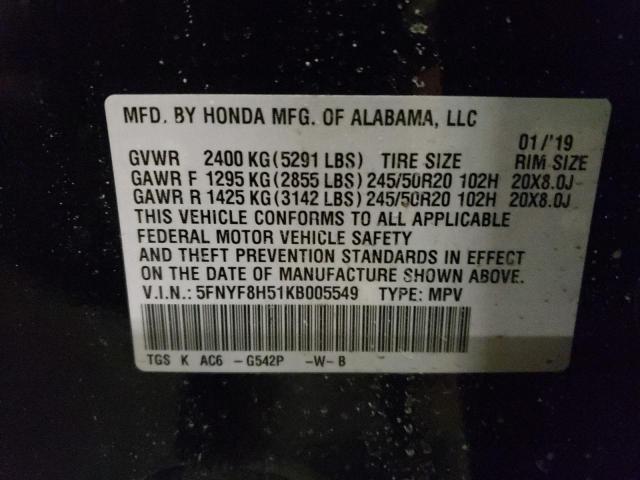 MFD. BY HONDA MFG. OF ALABAMA, LLC
01/'19
GVWR 2400 KG(5291 LBS) TIRE SIZE RIM SIZE
GAWR F 1295 KG(2855 LBS) 245/50R20 102H 20X8.0J
GAWR R 1425 KG(3142 LBS) 245/50R20 102H 20X8.0J
THIS VEHICLE CONFORMS TO ALL APPLICABLE
FEDERAL MOTOR VEHICLE SAFETY
AND THEFT PREVENTION STANDARDS IN EFFECT
ON THE DATE OF MANUFACTURE SHOWN ABOVE.
V.I.N.: 5FNYF8H51KB005549 TYPE: MPV
TGS K AC6 -G542P -W- B